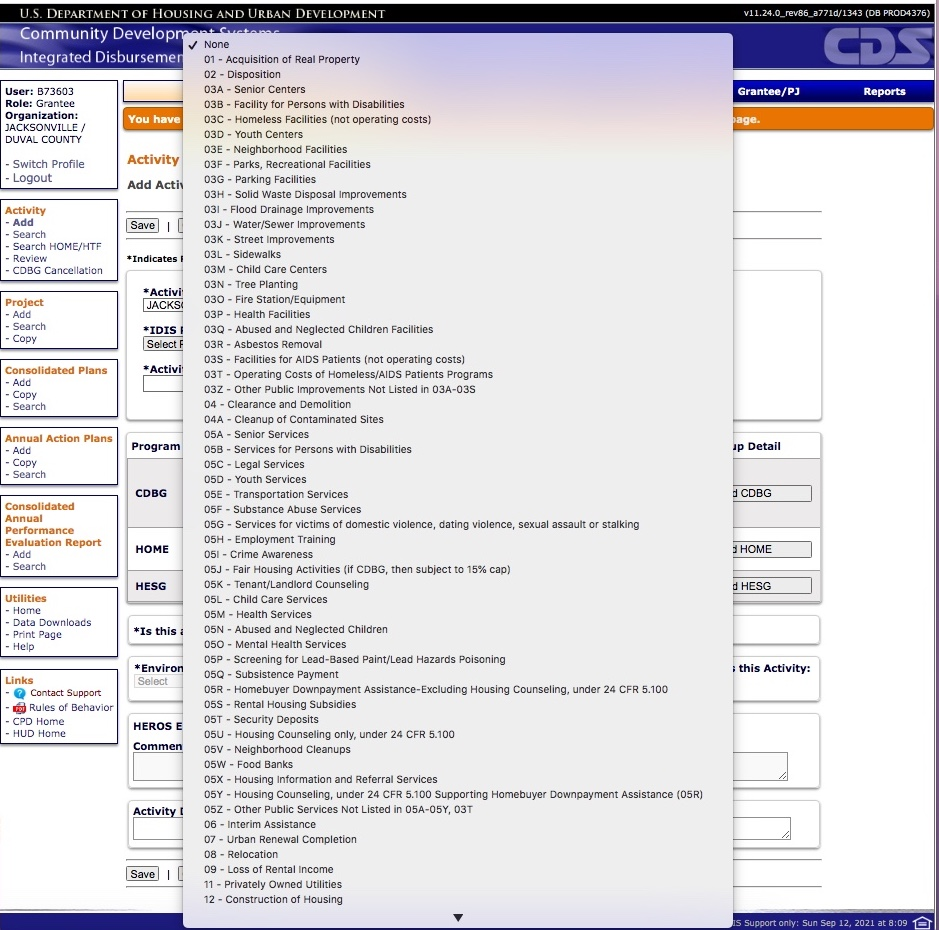 U.S. Department of Housing and Urban Development
v11.24.0_rev86_a771d/1343 (DB PROD4376)
Community Development Systems
Integrated Disbursemen
CDS
User: B73603
Role: Grantee
Organization:
JACKSONVILLE /
DUVAL COUNTY
- Switch Profile
- Logout
Activity
- Add
- Search
- Search HOME/HTF
- Review
- CDBG Cancellation
Project
- Add
- Search
- Copy
Consolidated Plans
- Add
- Copy
- Search
Annual Action Plans
- Add
- Copy
- Search
Consolidated
Annual
Performance
Evaluation Report
- Add
- Search
Utilities
- Home
- Data Downloads
- Print Page
- Help
Links
- Contact Support
- Rules of Behavior
- CPD Home
- HUD Home
Grantee/PJ
Reports
You have
page.
Activity
Add Activ
Save |
*Indicates R
*Activi
JACKSO
*IDIS P
Select P
*Activi
Program
up Detail
CDBG
d CDBG
HOME
d HOME
HESG
d HESG
*Is this a
*Environ
s this Activity:
Select
HEROS E
Commen
Activity D
Save |
IS Support only: Sun Sep 12, 2021 at 8:09
✓ None
01 - Acquisition of Real Property
02 - Disposition
03A - Senior Centers
03B - Facility for Persons with Disabilities
03C - Homeless Facilities (not operating costs)
03D - Youth Centers
03E - Neighborhood Facilities
03F - Parks, Recreational Facilities
03G - Parking Facilities
03H - Solid Waste Disposal Improvements
03I - Flood Drainage Improvements
03J - Water/Sewer Improvements
03K - Street Improvements
03L - Sidewalks
03M - Child Care Centers
03N - Tree Planting
03O - Fire Station/Equipment
03P - Health Facilities
03Q - Abused and Neglected Children Facilities
03R - Asbestos Removal
03S - Facilities for AIDS Patients (not operating costs)
03T - Operating Costs of Homeless/AIDS Patients Programs
03Z - Other Public Improvements Not Listed in 03A-03S
04 - Clearance and Demolition
04A - Cleanup of Contaminated Sites
05A - Senior Services
05B - Services for Persons with Disabilities
05C - Legal Services
05D - Youth Services
05E - Transportation Services
05F - Substance Abuse Services
05G - Services for victims of domestic violence, dating violence, sexual assault or stalking
05H - Employment Training
05I - Crime Awareness
05J - Fair Housing Activities (if CDBG, then subject to 15% cap)
05K - Tenant/Landlord Counseling
05L - Child Care Services
05M - Health Services
05N - Abused and Neglected Children
05O - Mental Health Services
05P - Screening for Lead-Based Paint/Lead Hazards Poisoning
05Q - Subsistence Payment
05R - Homebuyer Downpayment Assistance-Excluding Housing Counseling, under 24 CFR 5.100
05S - Rental Housing Subsidies
05T - Security Deposits
05U - Housing Counseling only, under 24 CFR 5.100
05V - Neighborhood Cleanups
05W - Food Banks
05X - Housing Information and Referral Services
05Y - Housing Counseling, under 24 CFR 5.100 Supporting Homebuyer Downpayment Assistance (05R)
05Z - Other Public Services Not Listed in 05A-05Y, 03T
06 - Interim Assistance
07 - Urban Renewal Completion
08 - Relocation
09 - Loss of Rental Income
11 - Privately Owned Utilities
12 - Construction of Housing